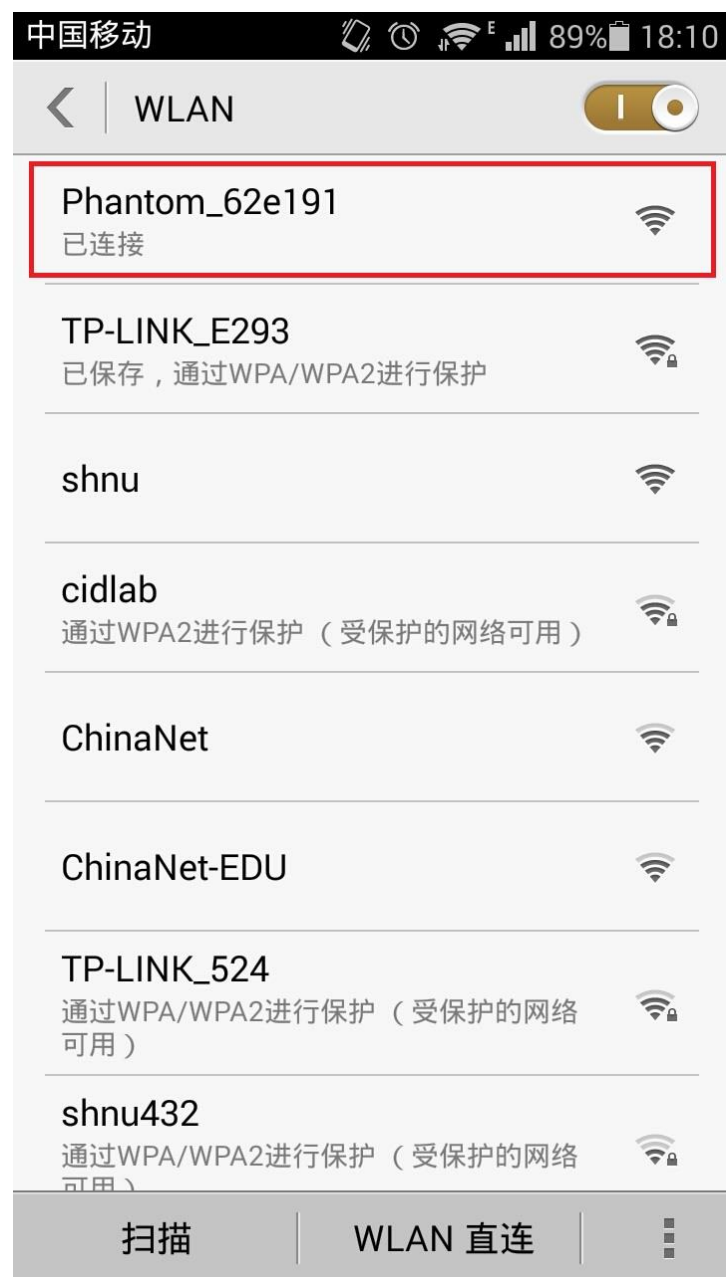 中国移动 E 89% 18:10
WLAN
Phantom_62e191
已连接
TP-LINK_E293
已保存，通过WPA/WPA2进行保护
shnu
cidlab
通过WPA2进行保护（受保护的网络可用）
ChinaNet
ChinaNet-EDU
TP-LINK_524
通过WPA/WPA2进行保护（受保护的网络
可用）
shnu432
通过WPA/WPA2进行保护（受保护的网络
可用）
扫描 WLAN 直连